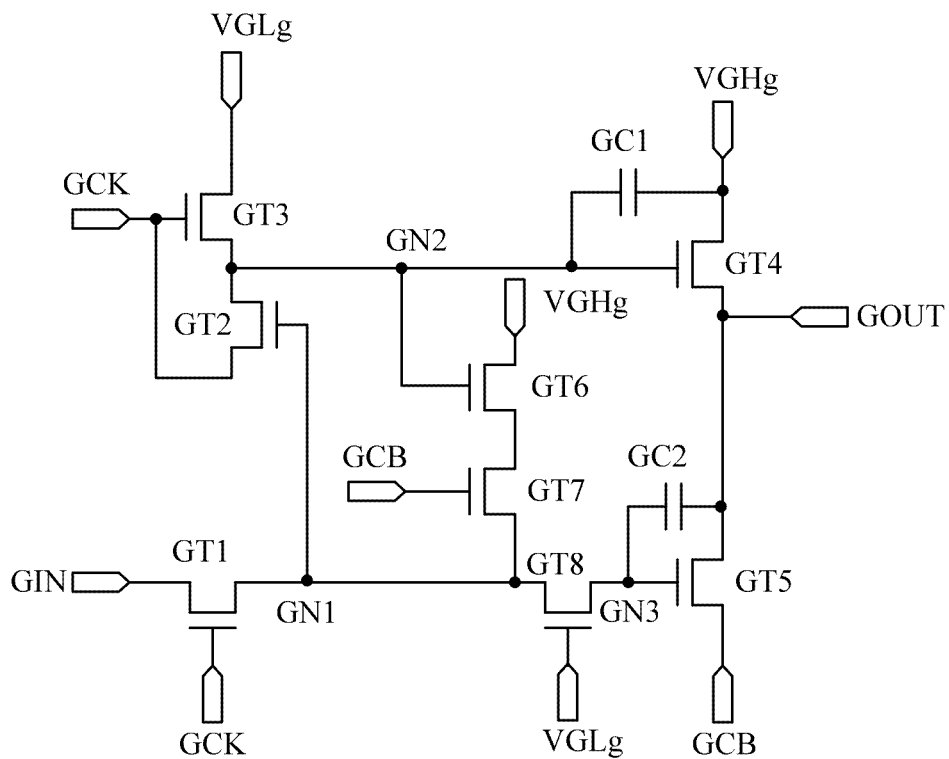 VGLg
VGHg
GC1
GCK
GT3
GN2
GT4
VGHg
GT2
GOUT
GT6
GCB
GC2
GT7
GT1
GT8
GIN
GT5
GN1
GN3
GCK
VGLg
GCB